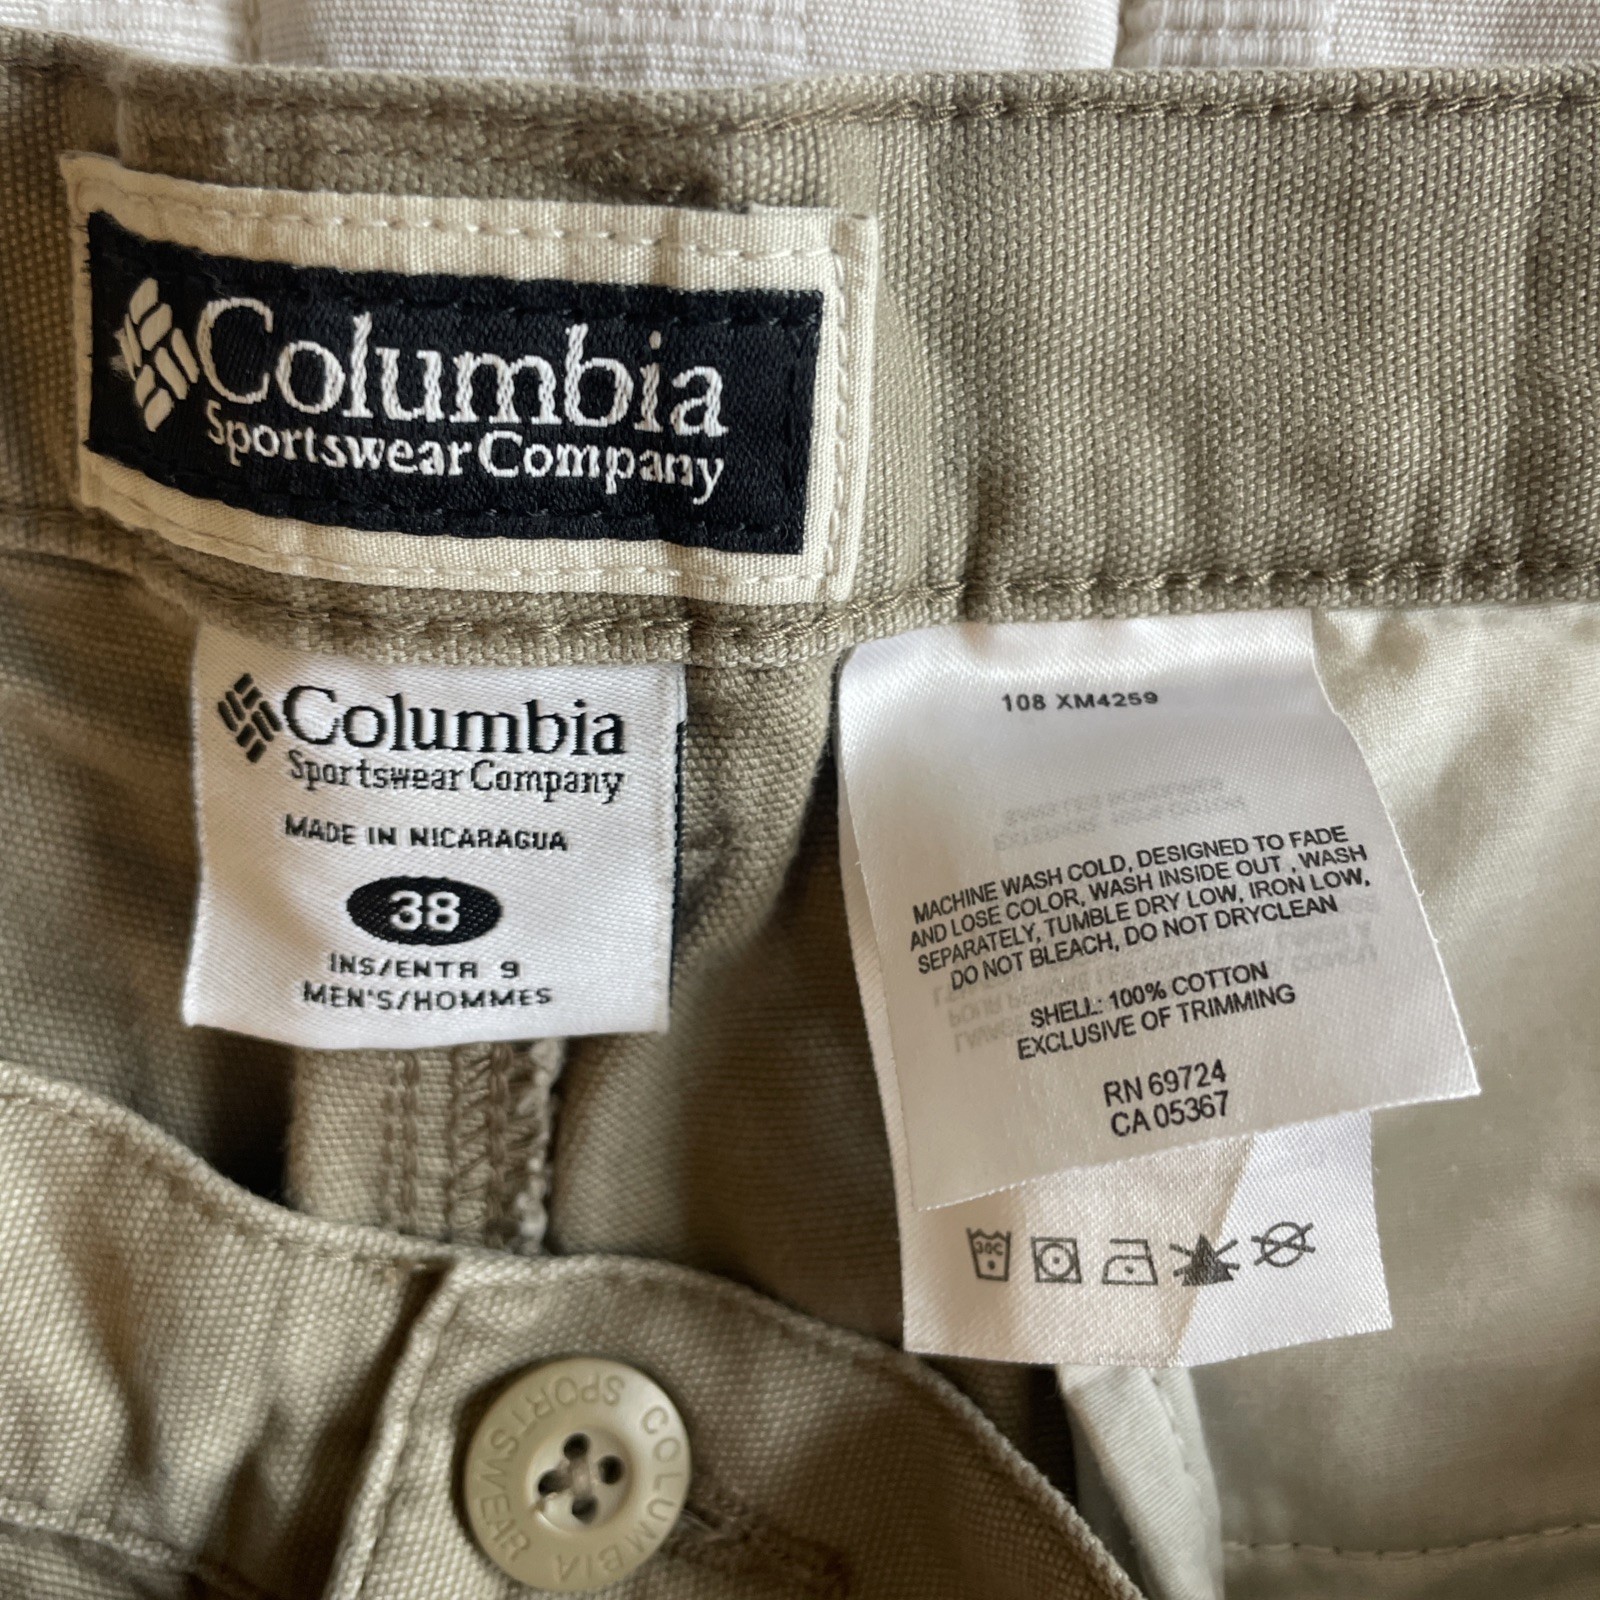 Columbia
Sportswear Company
Columbia
Sportswear Company
MADE IN NICARAGUA
38
INS/ENTR 9
MEN'S/HOMMES
108 XM4259
MACHINE WASH COLD, DESIGNED TO FADE
AND LOSE COLOR, WASH INSIDE OUT , WASH
SEPARATELY, TUMBLE DRY LOW, IRON LOW,
DO NOT BLEACH, DO NOT DRYCLEAN
SHELL: 100% COTTON
EXCLUSIVE OF TRIMMING
RN 69724
CA 05367
30C
COLUMBIA
SPORTSWEAR